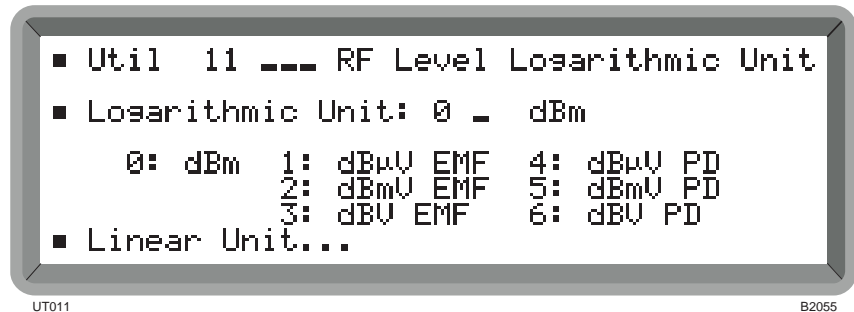 ■ Util 11 ___ RF Level Logarithmic Unit
■ Logarithmic Unit: 0 _ dBm
0: dBm 1: dBµV EMF 4: dBµV PD
2: dBmV EMF 5: dBmV PD
3: dBV EMF 6: dBV PD
■ Linear Unit...
UT011 B2055